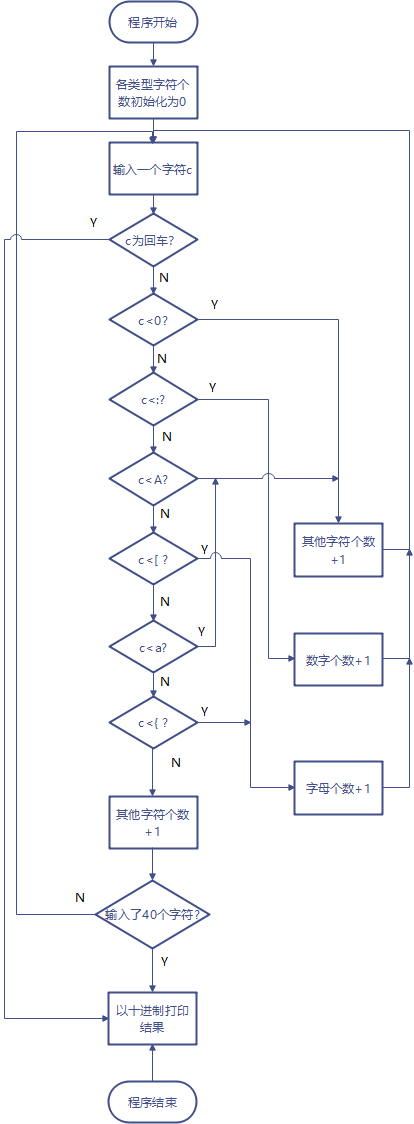 程序开始
各类型字符个
数初始化为0
输入一个字符c
Y
c为回车?
N
Y
c<0?
N
Y
c<:?
N
c<A?
N
其他字符个数
+1
Y
c<[ ?
N
Y
c<a?
数字个数+1
N
Y
c<{ ?
N
字母个数+1
其他字符个数
+1
N
输入了40个字符?
Y
以十进制打印
结果
程序结束